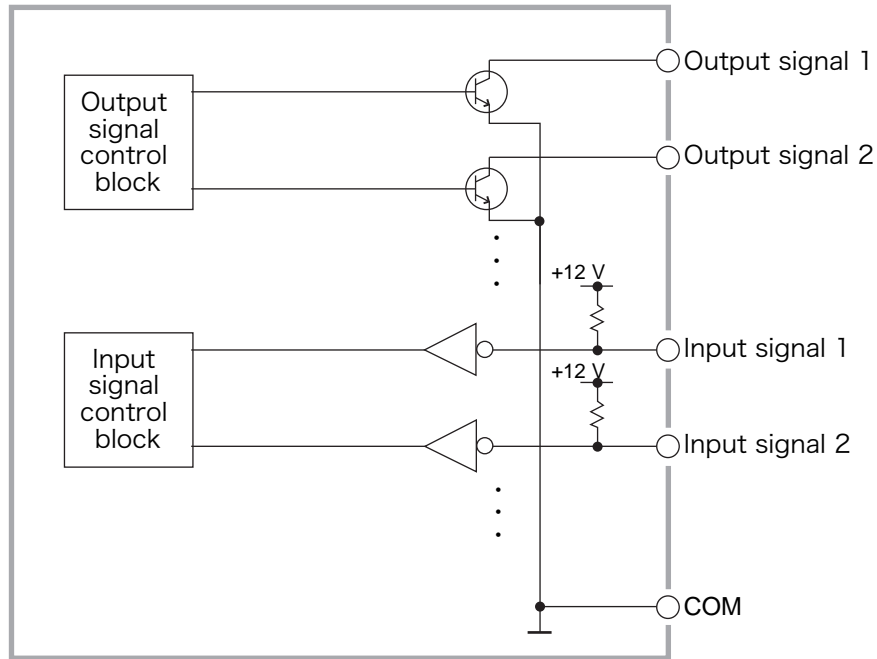 Output signal 1
Output
signal
control
block
Output signal 2
+12 V
Input signal 1
Input
signal
control
block
+12 V
Input signal 2
COM